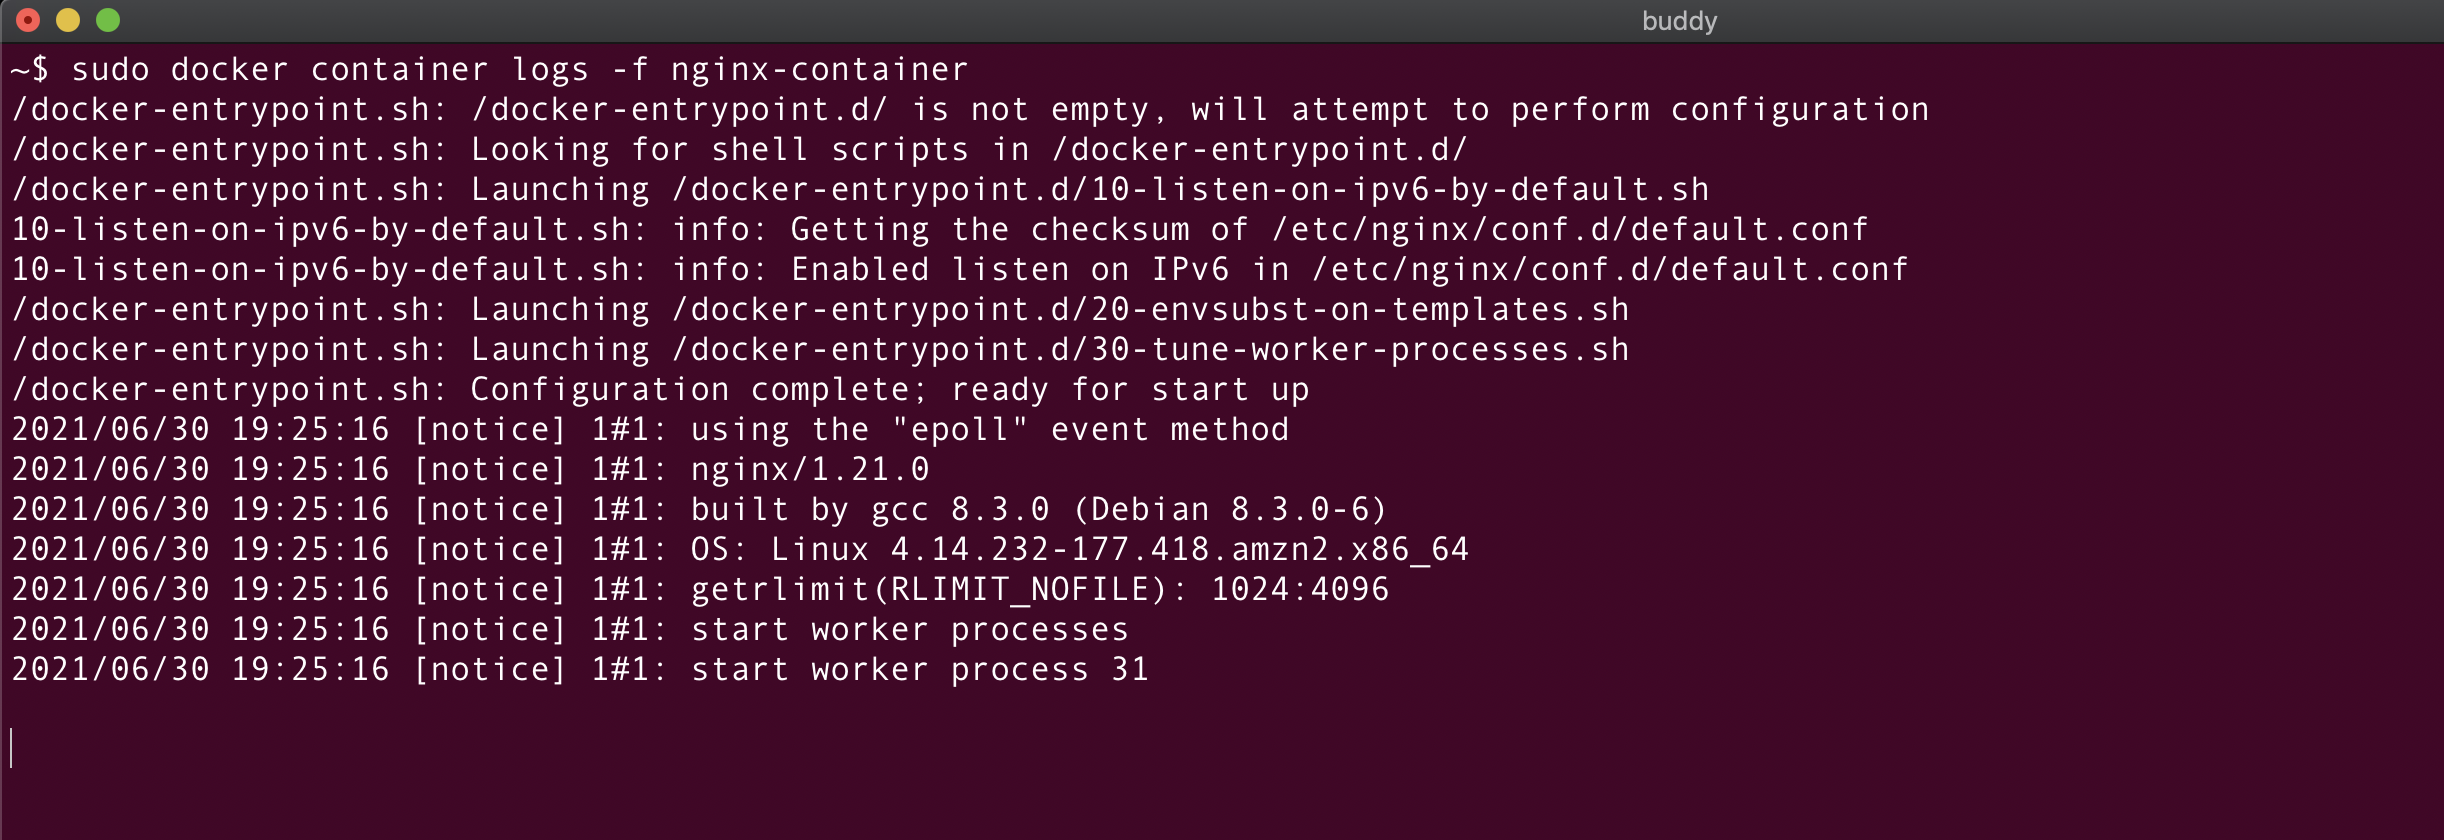 buddy
~$ sudo docker container logs -f nginx-container
/docker-entrypoint.sh: /docker-entrypoint.d/ is not empty, will attempt to perform configuration
/docker-entrypoint.sh: Looking for shell scripts in /docker-entrypoint.d/
/docker-entrypoint.sh: Launching /docker-entrypoint.d/10-listen-on-ipv6-by-default.sh
10-listen-on-ipv6-by-default.sh: info: Getting the checksum of /etc/nginx/conf.d/default.conf
10-listen-on-ipv6-by-default.sh: info: Enabled listen on IPv6 in /etc/nginx/conf.d/default.conf
/docker-entrypoint.sh: Launching /docker-entrypoint.d/20-envsubst-on-templates.sh
/docker-entrypoint.sh: Launching /docker-entrypoint.d/30-tune-worker-processes.sh
/docker-entrypoint.sh: Configuration complete; ready for start up
2021/06/30 19:25:16 [notice] 1#1: using the "epoll" event method
2021/06/30 19:25:16 [notice] 1#1: nginx/1.21.0
2021/06/30 19:25:16 [notice] 1#1: built by gcc 8.3.0 (Debian 8.3.0-6)
2021/06/30 19:25:16 [notice] 1#1: OS: Linux 4.14.232-177.418.amzn2.x86_64
2021/06/30 19:25:16 [notice] 1#1: getrlimit(RLIMIT_NOFILE): 1024:4096
2021/06/30 19:25:16 [notice] 1#1: start worker processes
2021/06/30 19:25:16 [notice] 1#1: start worker process 31